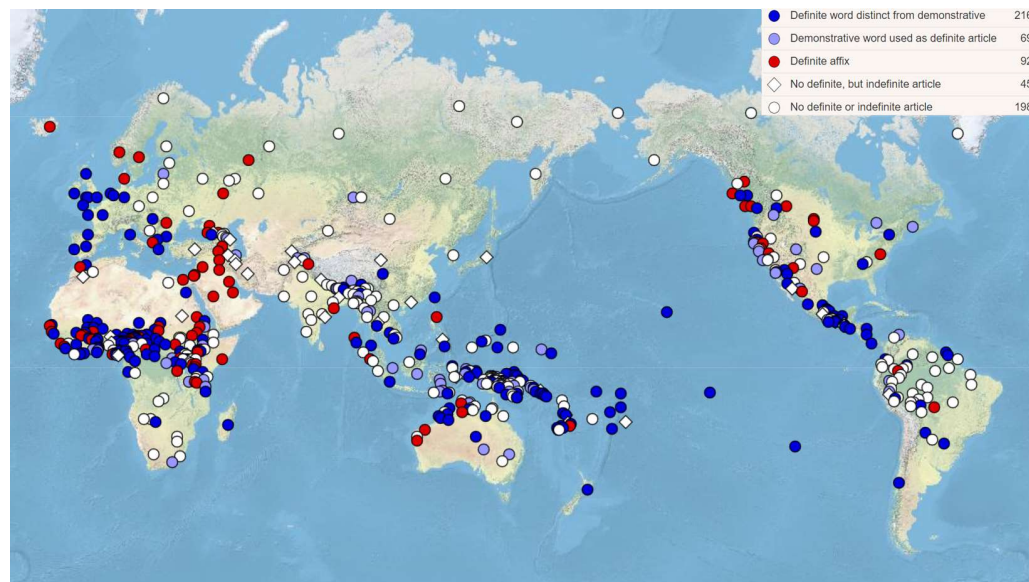 Definite word distinct from demonstrative 216
Demonstrative word used as definite article 69
Definite affix 92
No definite, but indefinite article 45
No definite or indefinite article 198